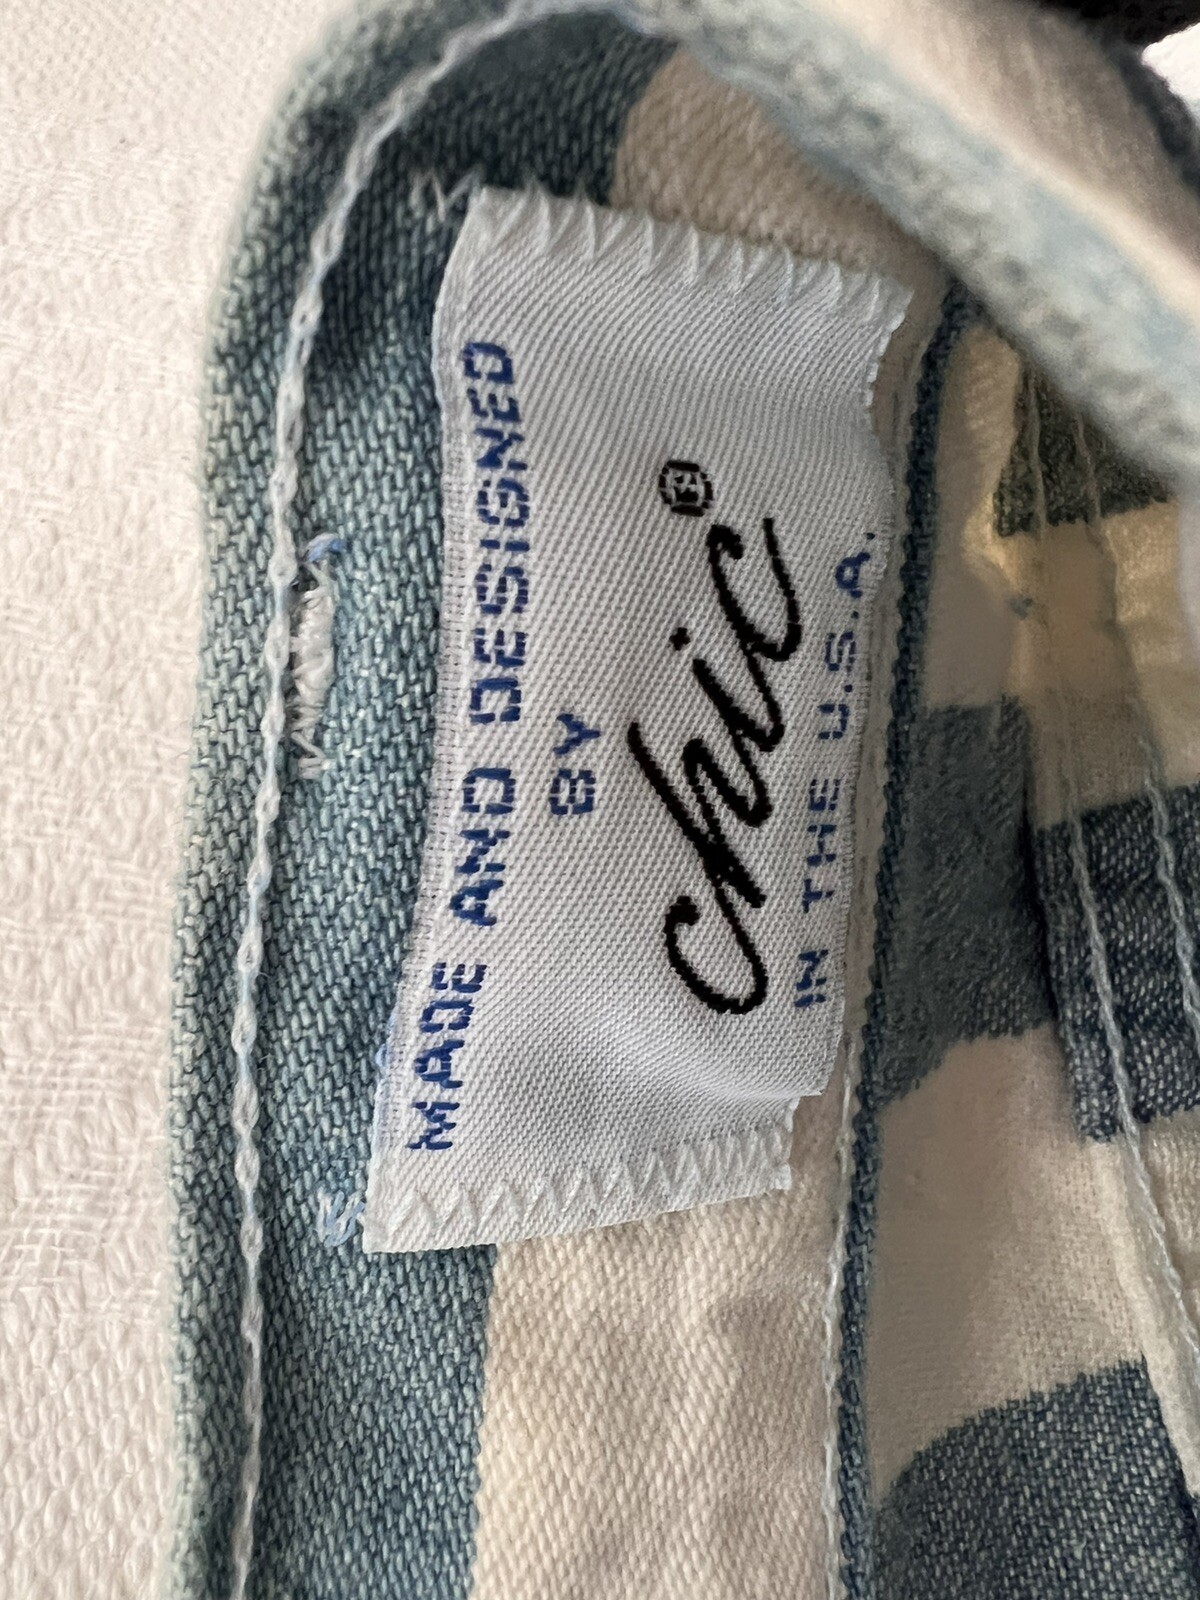 MADE AND DESIGNED
BY
chic®
IN THE U.S.A.